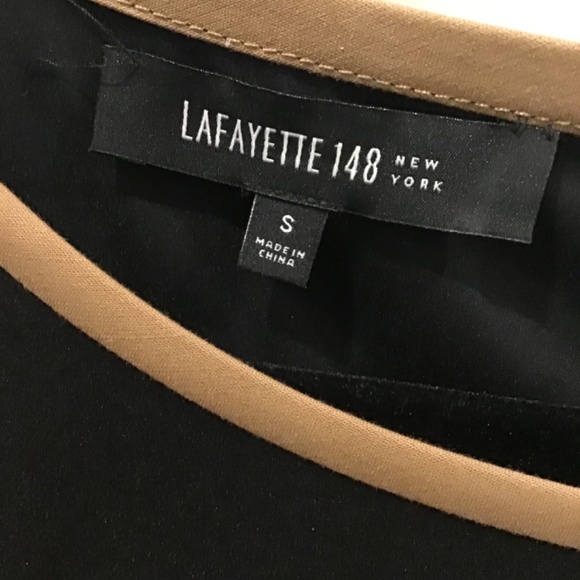 LAFAYETTE 148 NEW YORK
S
MADE IN
CHINA